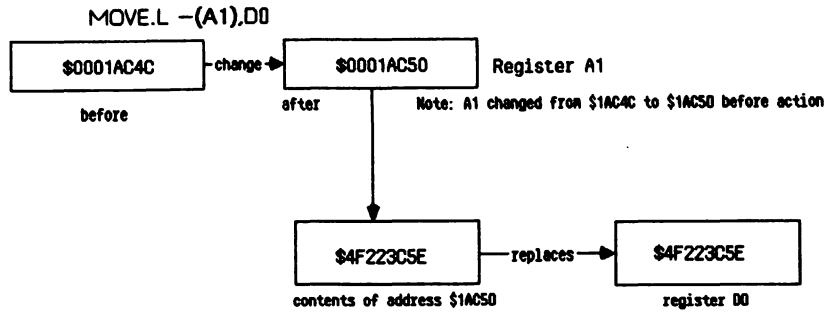 MOVE.L -(A1),D0
$0001AC4C change $0001AC50 Register A1
before after Note: A1 changed from $1AC4C to $1AC50 before action
$4F223C5E replaces $4F223C5E
contents of address $1AC50 register D0